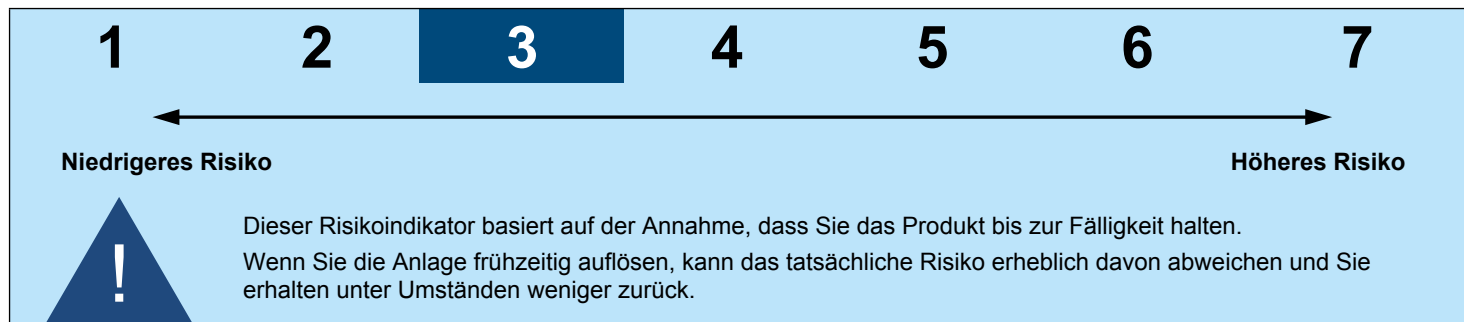 1 2 3 4 5 6 7
Niedrigeres Risiko Höheres Risiko
!
Dieser Risikoindikator basiert auf der Annahme, dass Sie das Produkt bis zur Fälligkeit halten.
Wenn Sie die Anlage frühzeitig auflösen, kann das tatsächliche Risiko erheblich davon abweichen und Sie
erhalten unter Umständen weniger zurück.